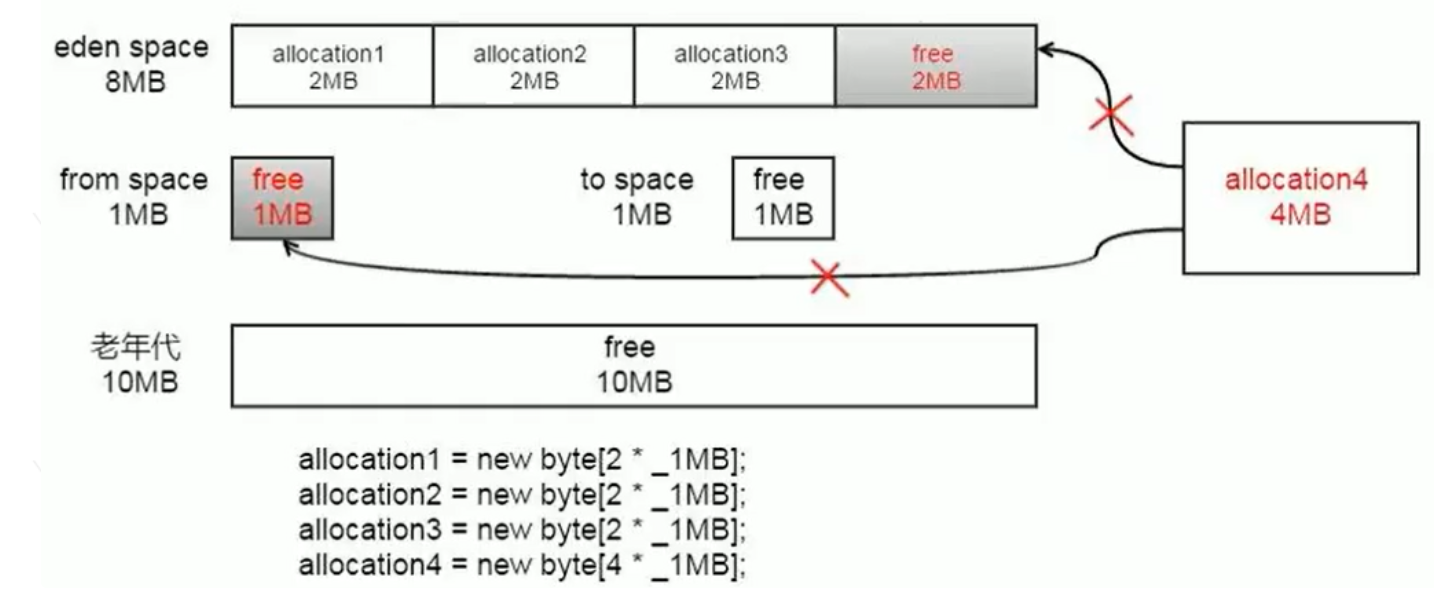 eden space
8MB
allocation1
2MB
allocation2
2MB
allocation3
2MB
free
2MB
from space
1MB
free
1MB
to space
1MB
free
1MB
allocation4
4MB
老年代
10MB
free
10MB
allocation1 = new byte[2 * _1MB];
allocation2 = new byte[2 * _1MB];
allocation3 = new byte[2 * _1MB];
allocation4 = new byte[4 * _1MB];